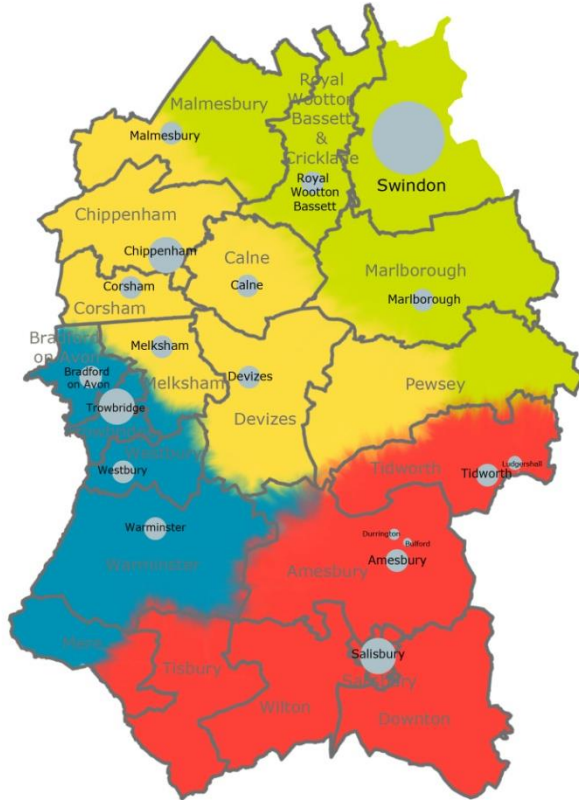 Royal
Wootton
Bassett
&
Cricklade
Malmesbury
Malmesbury
Royal
Wootton
Bassett
Swindon
Chippenham
Chippenham
Calne
Calne
Marlborough
Marlborough
Corsham
Corsham
Bradford
on Avon
Bradford
on Avon
Melksham
Melksham
Devizes
Devizes
Pewsey
Trowbridge
Westbury
Westbury
Tidworth
Tidworth
Ludgershall
Warminster
Warminster
Durrington
Bulford
Amesbury
Amesbury
Mere
Tisbury
Salisbury
Salisbury
Wilton
Downton